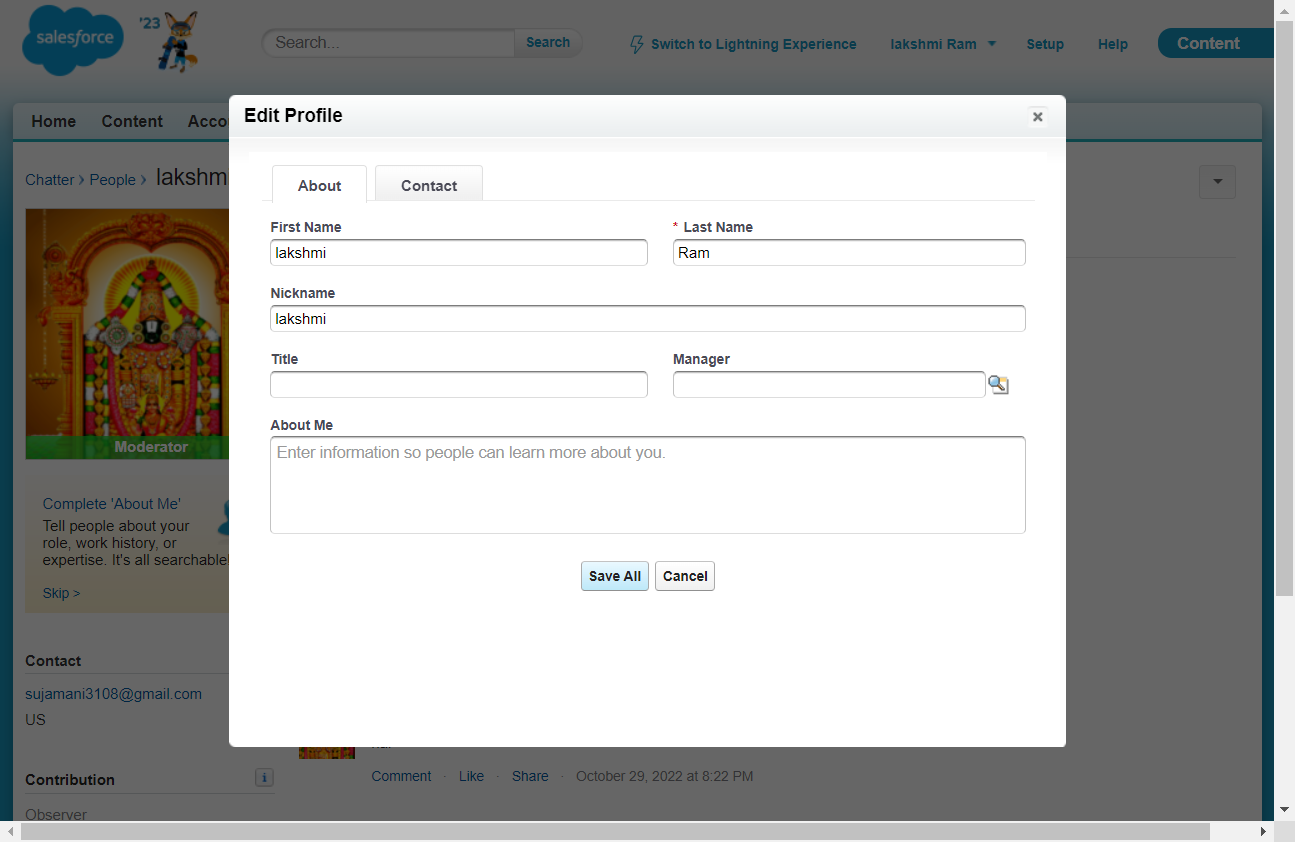 salesforce
'23
Search...
Search
Switch to Lightning Experience
lakshmi Ram
Setup
Help
Content
Home
Content
Chatter › People › lakshmi
Edit Profile
About
Contact
First Name
* Last Name
lakshmi
Ram
Nickname
lakshmi
Title
Manager
About Me
Enter information so people can learn more about you.
Save All
Cancel
Moderator
Complete 'About Me'
Tell people about your
role, work history, or
expertise. It's all searchable!
Skip >
Contact
sujamani3108@gmail.com
US
Contribution
i
Observer
Comment · Like · Share · October 29, 2022 at 8:22 PM